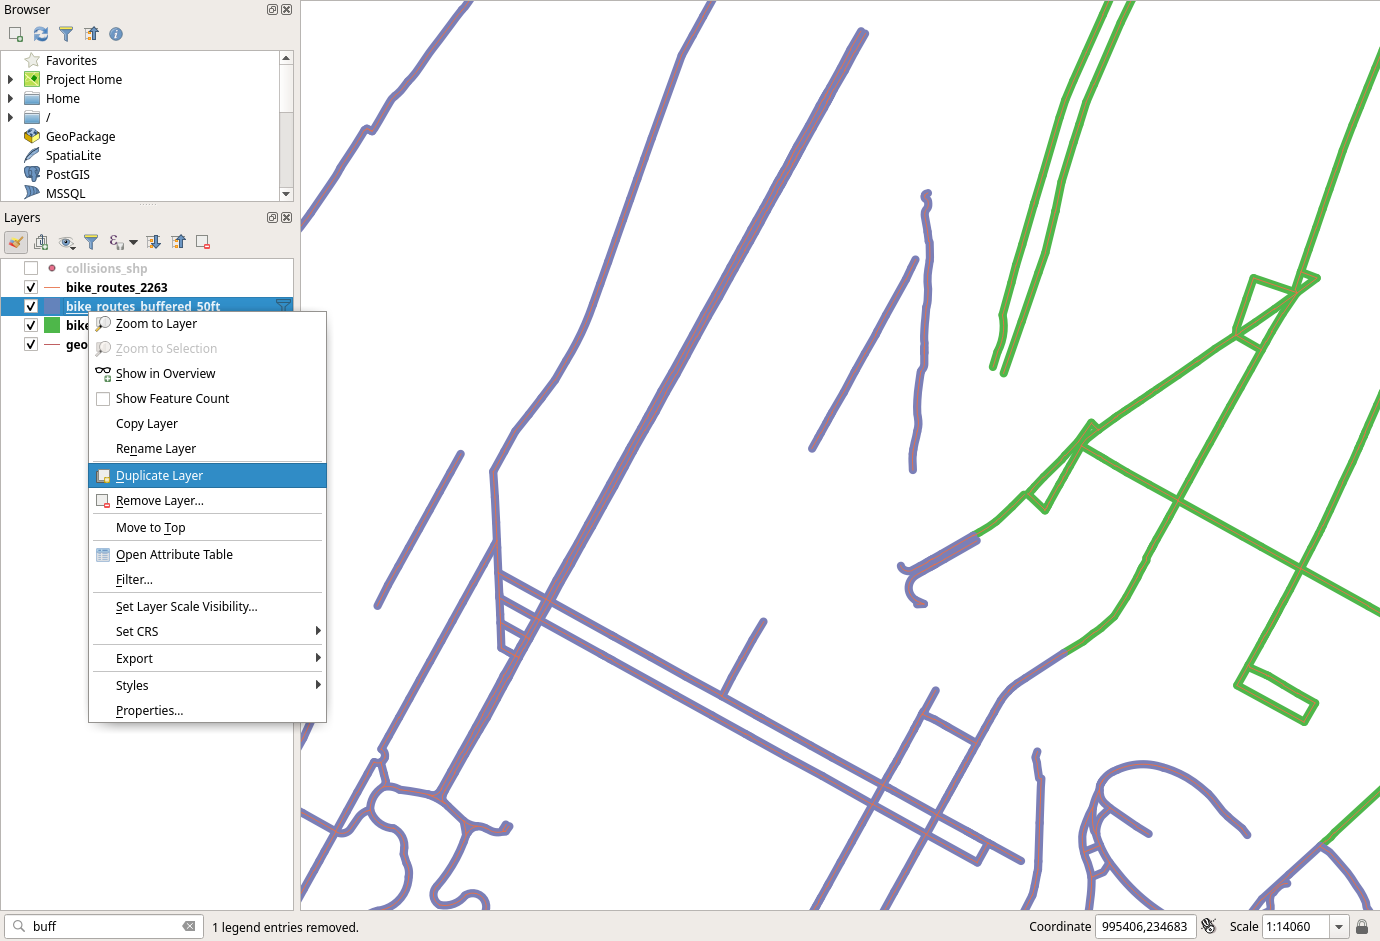 Browser
Favorites
Project Home
Home
/
GeoPackage
SpatiaLite
PostGIS
MSSQL
Layers
collisions_shp
bike_routes_2263
bike_routes_buffered_50ft
bike
geo
Zoom to Layer
Zoom to Selection
Show in Overview
Show Feature Count
Copy Layer
Rename Layer
Duplicate Layer
Remove Layer...
Move to Top
Open Attribute Table
Filter...
Set Layer Scale Visibility...
Set CRS
Export
Styles
Properties...
buff
1 legend entries removed.
Coordinate 995406,234683
Scale 1:14060